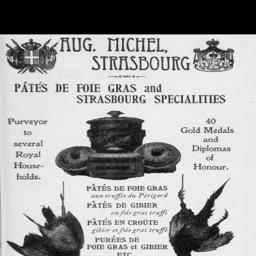 AUG. MICHEL,
STRASBOURG
PÂTÉS DE FOIE GRAS and
STRASBOURG SPECIALITIES
Purveyor
to
several
Royal
House-
holds.
40
Gold Medals
and
Diplomas
of
Honour.
PÂTÉS DE FOIE GRAS
aux truffes du Périgord
PÂTÉS DE GIBIER
au foie gras truffé
PÂTÉS EN CROÛTE
gibier et foie gras truffé
PURÉES DE
FOIE GRAS et GIBIER
ETC.